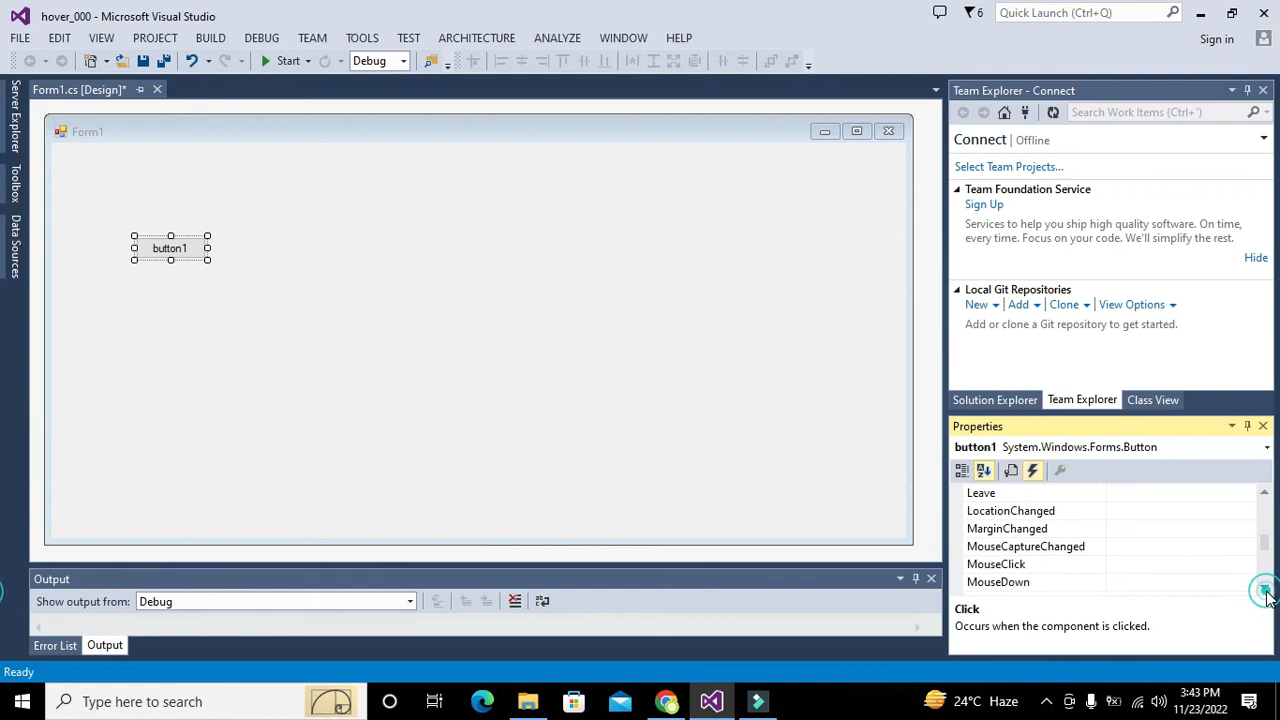 hover_000 - Microsoft Visual Studio
6
Quick Launch (Ctrl+Q)
FILE EDIT VIEW PROJECT BUILD DEBUG TEAM TOOLS TEST ARCHITECTURE ANALYZE WINDOW HELP
Sign in
Start Debug
Server Explorer
Toolbox
Data Sources
Form1.cs [Design]*
Form1
button1
Team Explorer - Connect
Search Work Items (Ctrl+')
Connect | Offline
Select Team Projects...
Team Foundation Service
Sign Up
Services to help you ship high quality software. On time,
every time. Focus on your code. We'll simplify the rest.
Hide
Local Git Repositories
New | Add | Clone | View Options
Add or clone a Git repository to get started.
Solution Explorer Team Explorer Class View
Properties
button1 System.Windows.Forms.Button
Leave
LocationChanged
MarginChanged
MouseCaptureChanged
MouseClick
MouseDown
Click
Occurs when the component is clicked.
Output
Show output from: Debug
Error List Output
Ready
Type here to search
24°C Haze
3:43 PM
11/23/2022